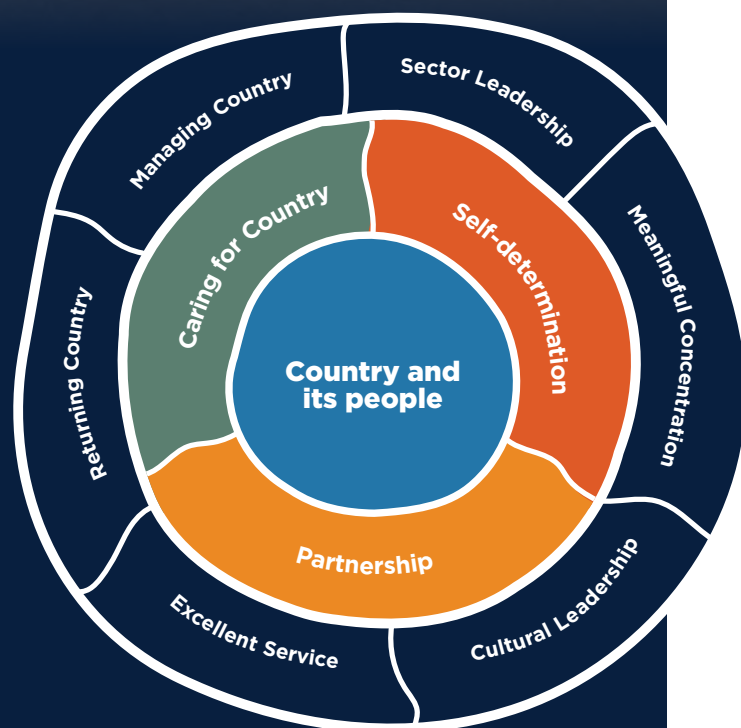 Sector Leadership
Meaningful Concentration
Cultural Leadership
Excellent Service
Returning Country
Managing Country
Self-determination
Partnership
Caring for Country
Country and
its people